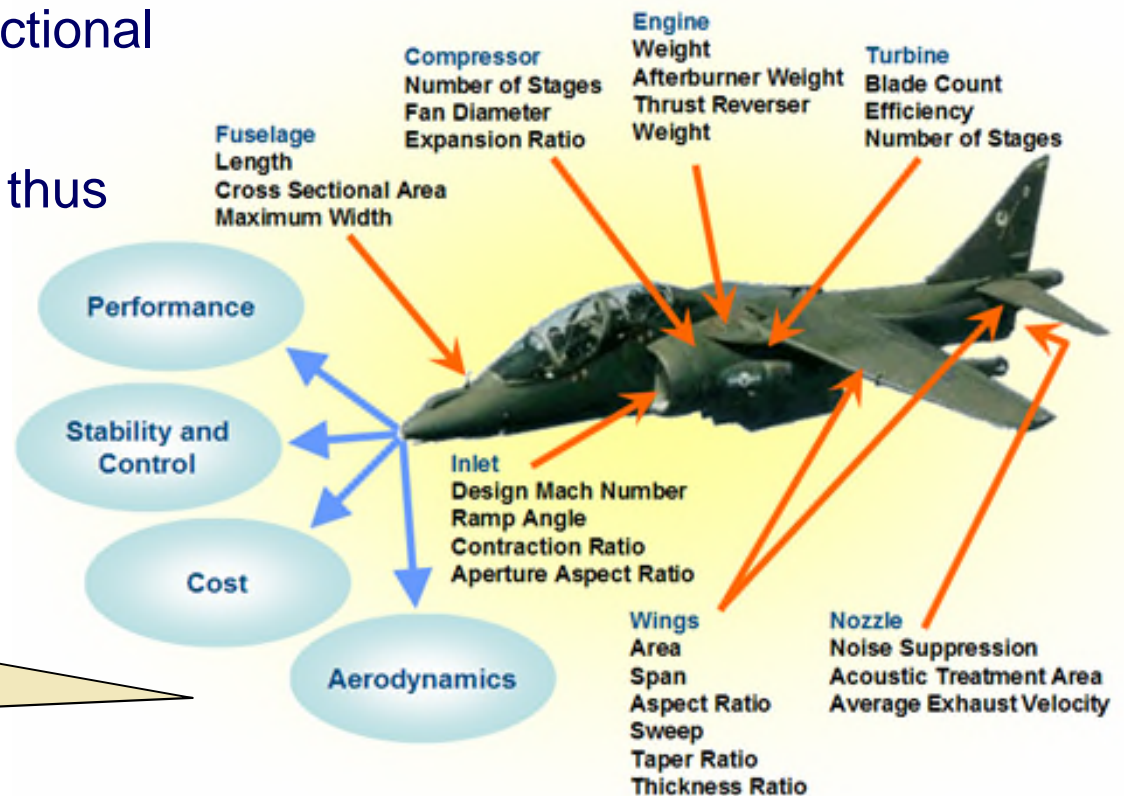 ctional
thus
Fuselage
Length
Cross Sectional Area
Maximum Width
Compressor
Number of Stages
Fan Diameter
Expansion Ratio
Engine
Weight
Afterburner Weight
Thrust Reverser
Weight
Turbine
Blade Count
Efficiency
Number of Stages
Performance
Stability and
Control
Cost
Aerodynamics
Inlet
Design Mach Number
Ramp Angle
Contraction Ratio
Aperture Aspect Ratio
Wings
Area
Span
Aspect Ratio
Sweep
Taper Ratio
Thickness Ratio
Nozzle
Noise Suppression
Acoustic Treatment Area
Average Exhaust Velocity